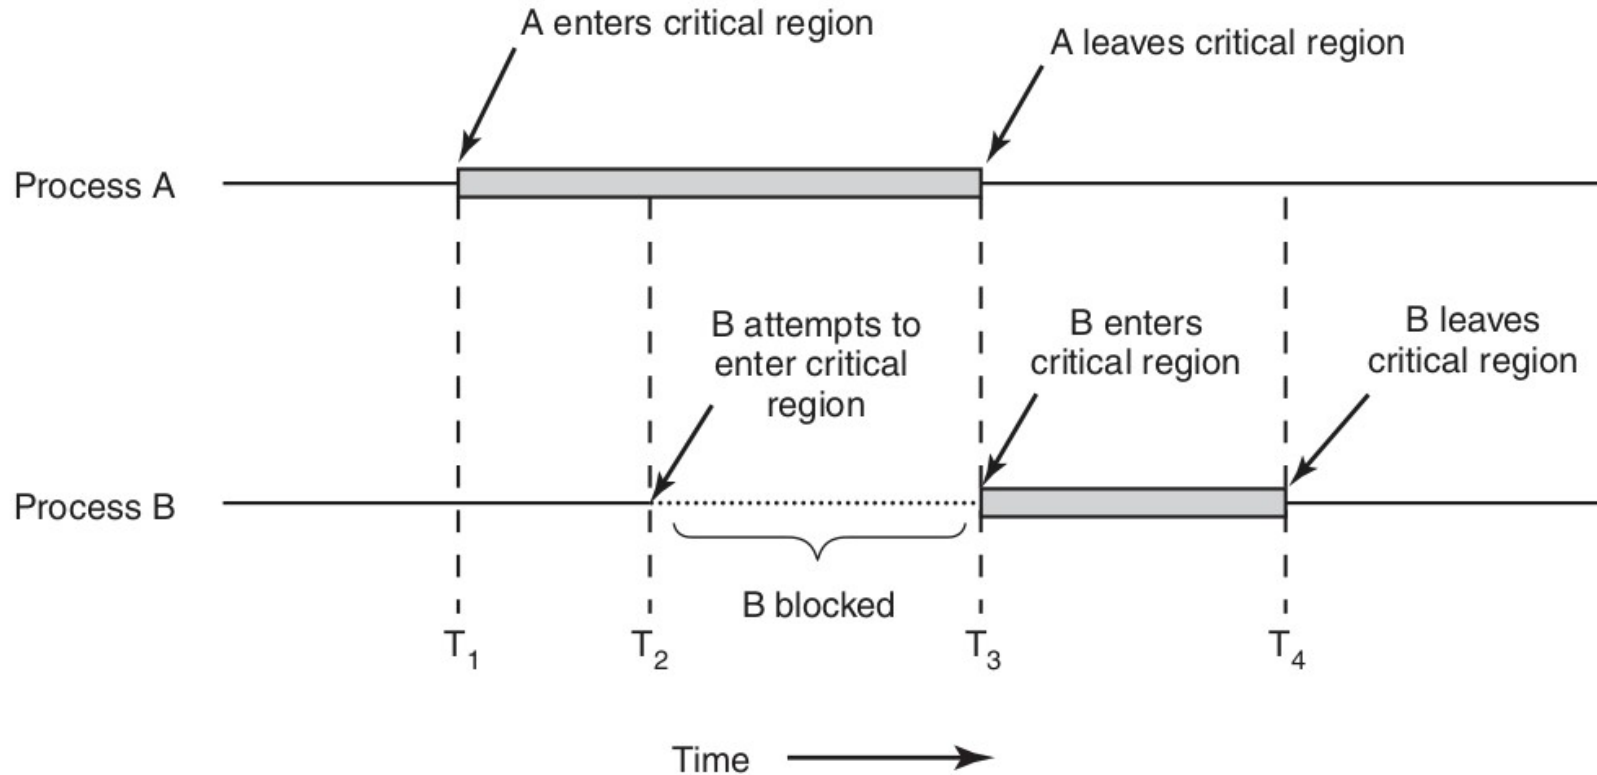 A enters critical region
A leaves critical region
Process A
B attempts to
enter critical
region
B enters
critical region
B leaves
critical region
Process B
B blocked
T1
T2
T3
T4
Time